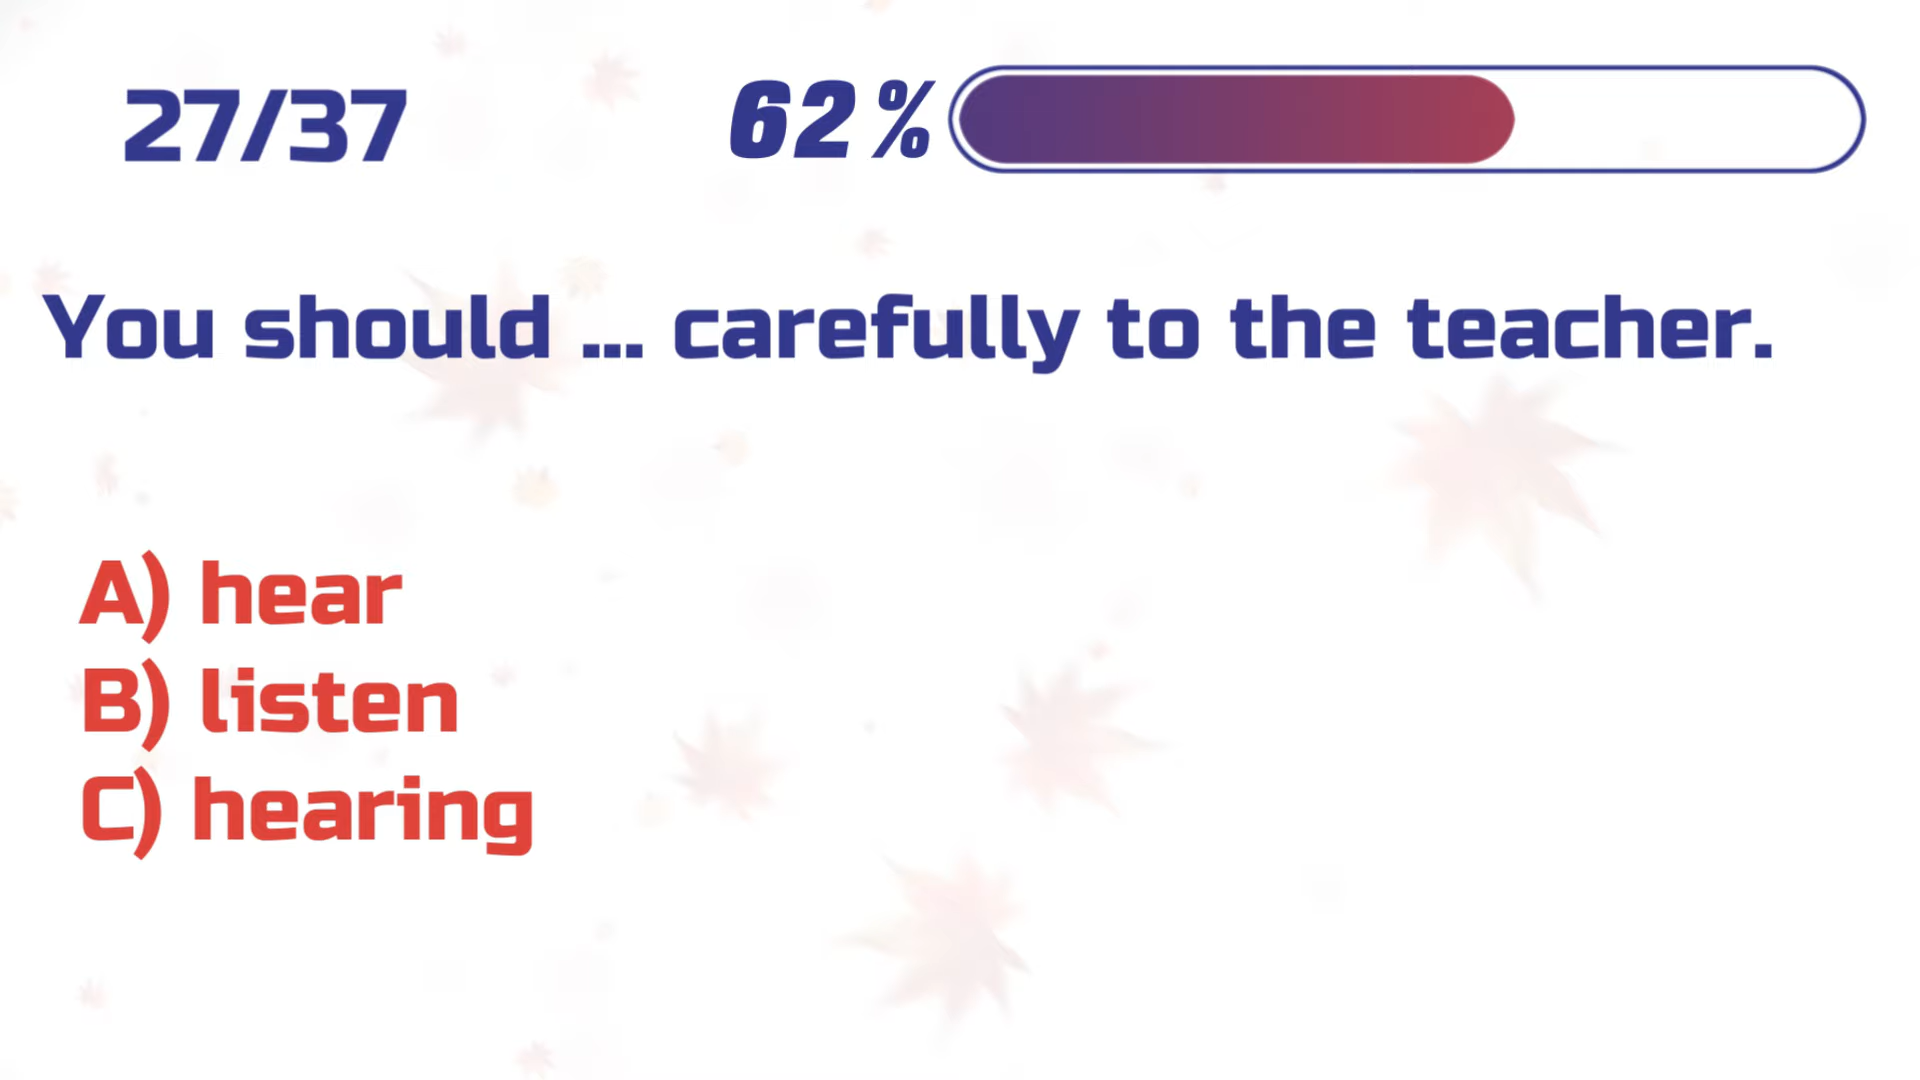 27/37
62%
You should ... carefully to the teacher.
A) hear
B) listen
C) hearing